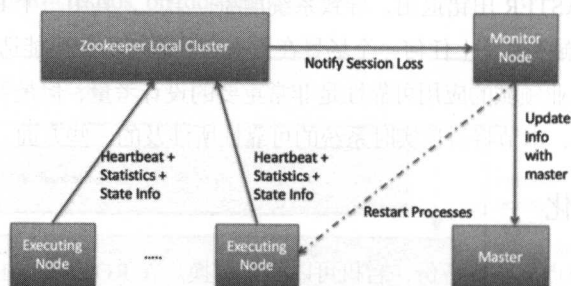 Zookeeper Local Cluster
Notify Session Loss
Monitor
Node
Heartbeat +
Statistics +
State Info
Heartbeat +
Statistics +
State Info
Update
info
with
master
Restart Processes
Executing
Node
.....
Executing
Node
Master